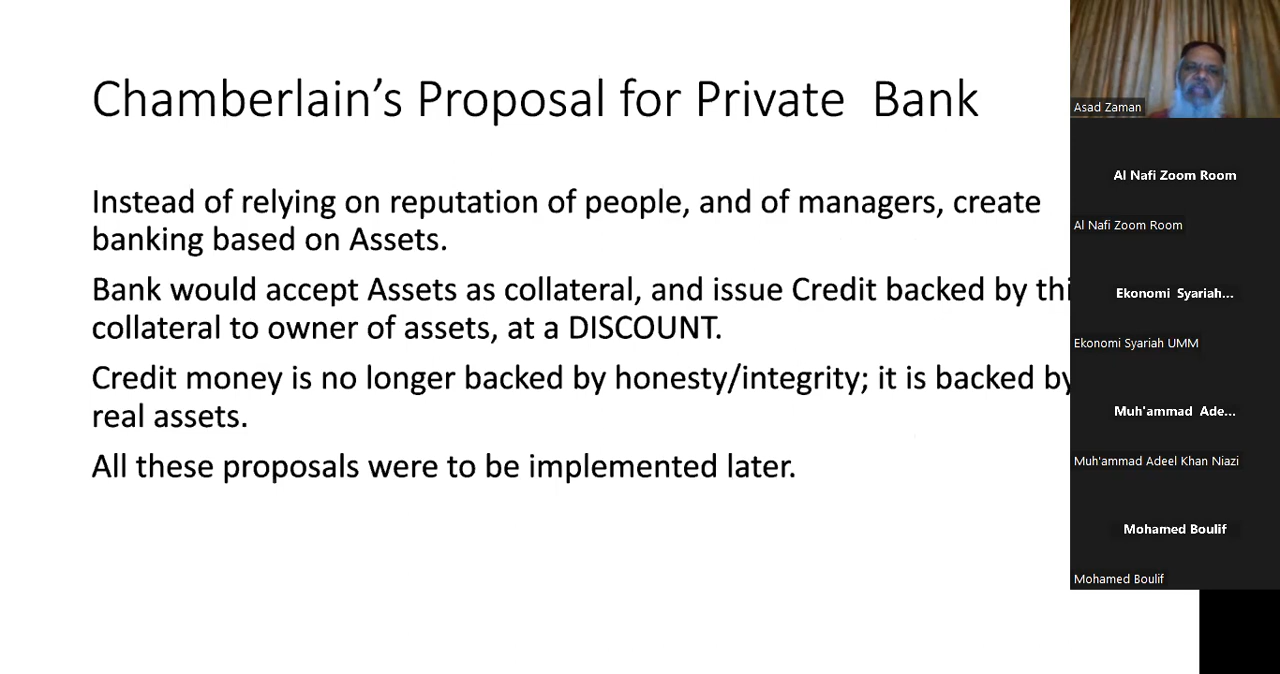 Chamberlain's Proposal for Private Bank
Instead of relying on reputation of people, and of managers, create
banking based on Assets.
Bank would accept Assets as collateral, and issue Credit backed by thi
collateral to owner of assets, at a DISCOUNT.
Credit money is no longer backed by honesty/integrity; it is backed by
real assets.
All these proposals were to be implemented later.
Asad Zaman
Al Nafi Zoom Room
Al Nafi Zoom Room
Ekonomi Syariah...
Ekonomi Syariah UMM
Muh'ammad Ade...
Muh'ammad Adeel Khan Niazi
Mohamed Boulif
Mohamed Boulif